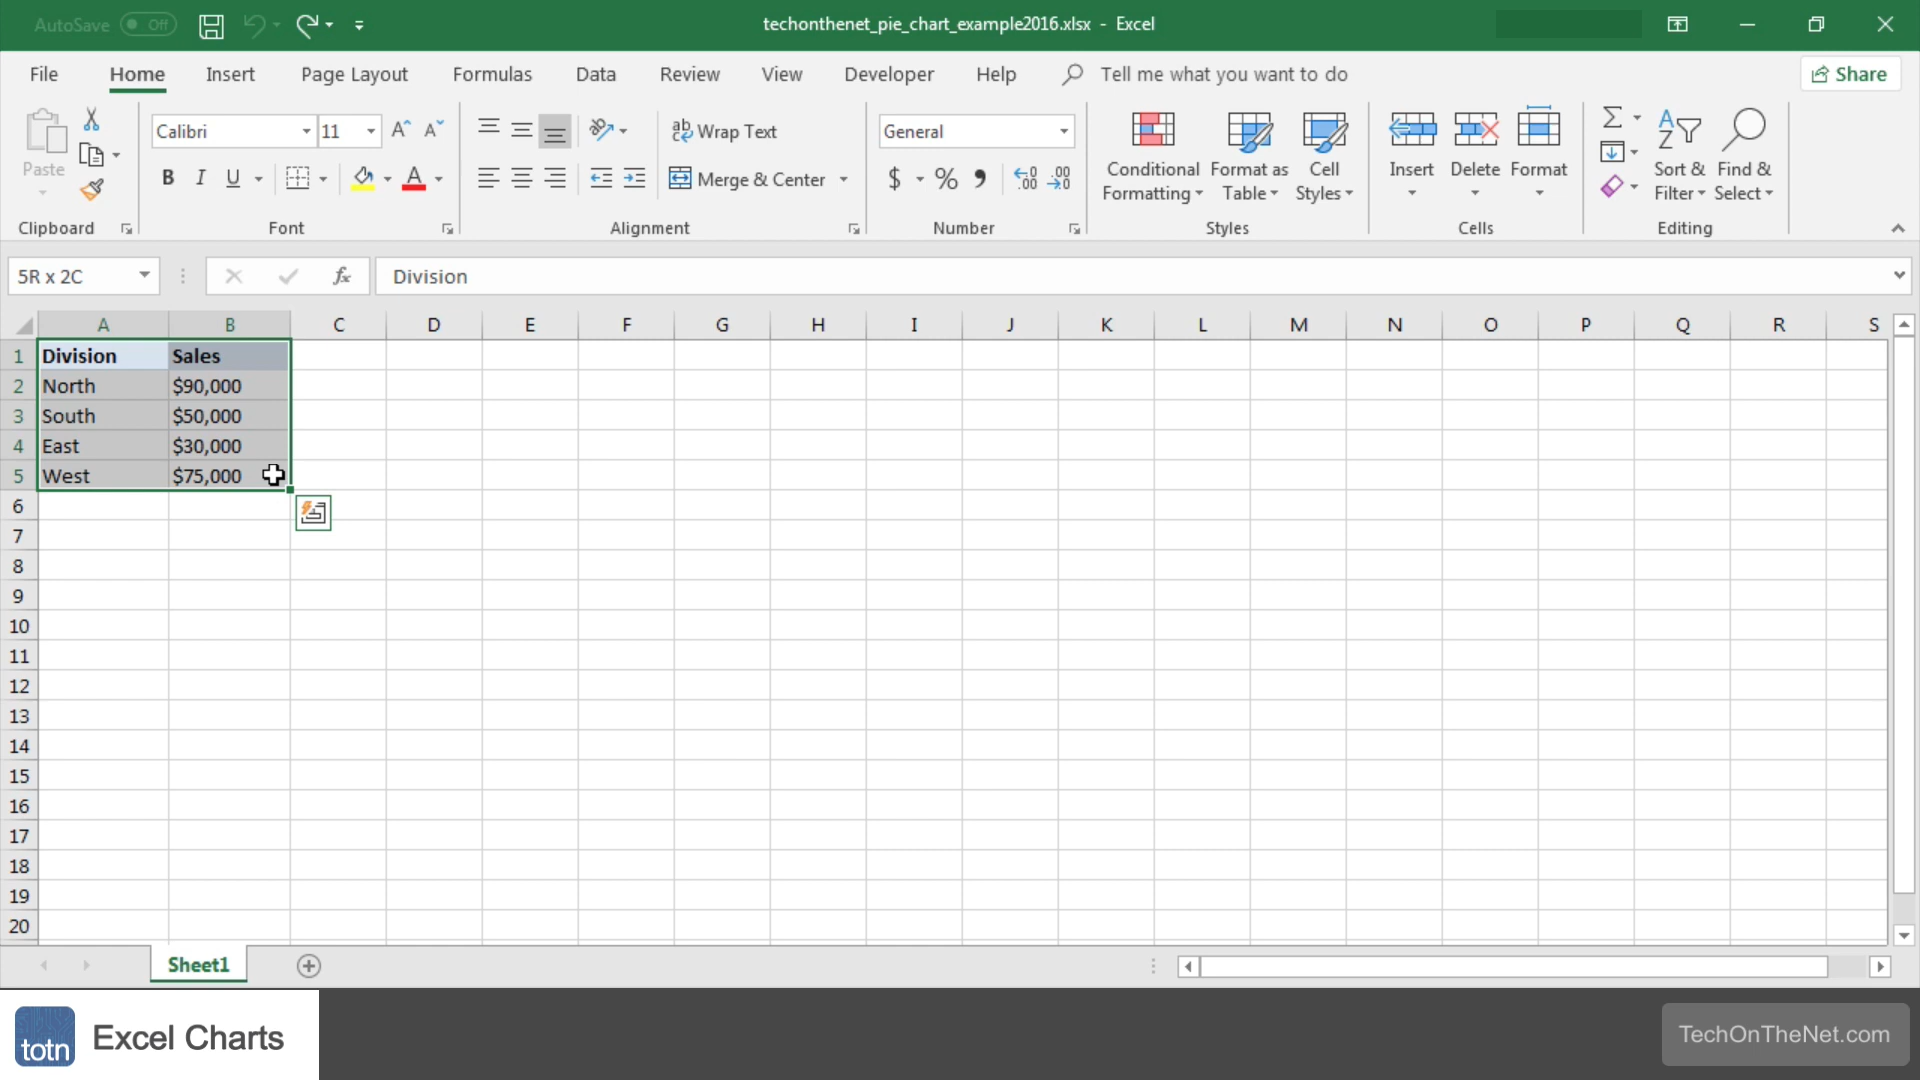 AutoSave Off
techonthenet_pie_chart_example2016.xlsx - Excel
File Home Insert Page Layout Formulas Data Review View Developer Help Tell me what you want to do Share
Paste
Calibri 11 A A
ab c Wrap Text
General
B I U A
Merge & Center
$ % , .00 .00
Conditional Formatting
Format as Table
Cell Styles
Insert
Delete
Format
Sort & Filter
Find & Select
Clipboard Font Alignment Number Styles Cells Editing
5R x 2C fx Division
A B C D E F G H I J K L M N O P Q R S
1 Division Sales
2 North $90,000
3 South $50,000
4 East $30,000
5 West $75,000
6
7
8
9
10
11
12
13
14
15
16
17
18
19
20
Sheet1
totn Excel Charts
TechOnTheNet.com